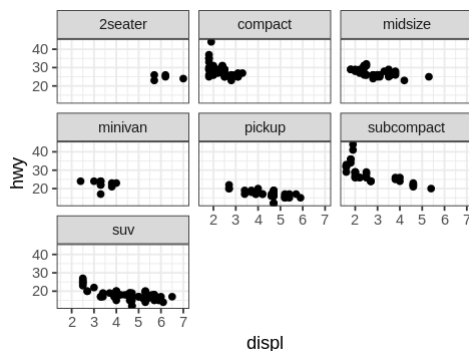 2seater compact midsize
40
30
20
minivan pickup subcompact
hwy
40
30
20
suv
2 3 4 5 6 7 2 3 4 5 6 7
40
30
20
2 3 4 5 6 7
displ